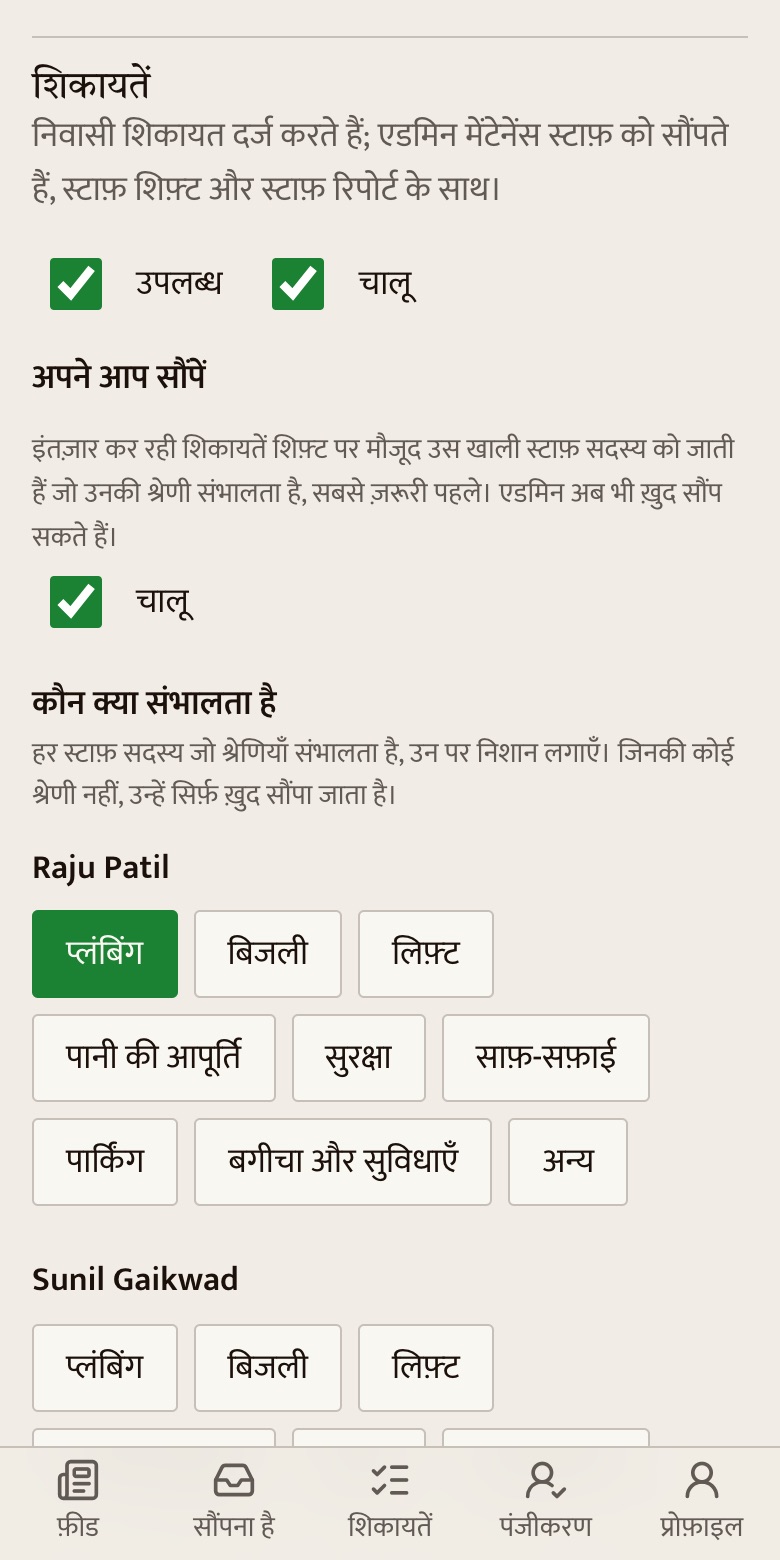 शिकायतें
निवासी शिकायत दर्ज करते हैं; एडमिन मेंटेनेंस स्टाफ़ को सौंपते
हैं, स्टाफ़ शिफ़्ट और स्टाफ़ रिपोर्ट के साथ।
उपलब्ध चालू
अपने आप सौंपें
इंतज़ार कर रही शिकायतें शिफ़्ट पर मौजूद उस खाली स्टाफ़ सदस्य को जाती
हैं जो उनकी श्रेणी संभालता है, सबसे ज़रूरी पहले। एडमिन अब भी ख़ुद सौंप
सकते हैं।
चालू
कौन क्या संभालता है
हर स्टाफ़ सदस्य जो श्रेणियाँ संभालता है, उन पर निशान लगाएँ। जिनकी कोई
श्रेणी नहीं, उन्हें सिर्फ़ ख़ुद सौंपा जाता है।
Raju Patil
प्लंबिंग बिजली लिफ़्ट
पानी की आपूर्ति सुरक्षा साफ़-सफ़ाई
पार्किंग बगीचा और सुविधाएँ अन्य
Sunil Gaikwad
प्लंबिंग बिजली लिफ़्ट
फ़ीड सौंपना है शिकायतें पंजीकरण प्रोफ़ाइल